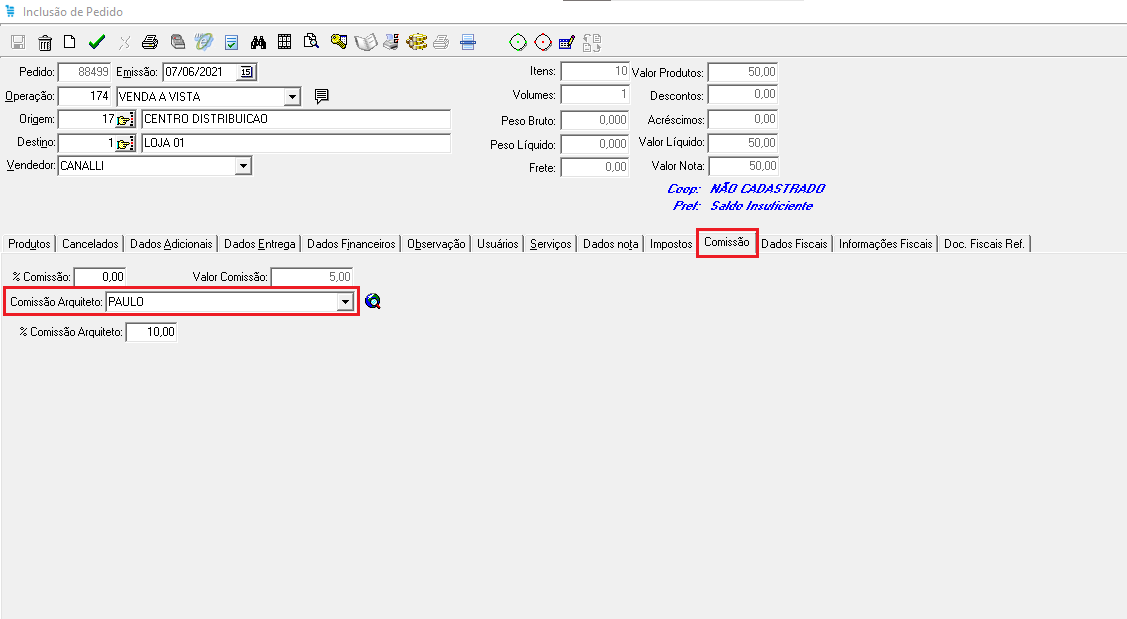 Inclusão de Pedido
Pedido: 88499 Emissão: 07/06/2021 15
Operação: 174 VENDA A VISTA
Origem: 17 CENTRO DISTRIBUICAO
Destino: 1 LOJA 01
Vendedor: CANALLI
Itens: 10 Valor Produtos: 50,00
Volumes: 1 Descontos: 0,00
Peso Bruto: 0,000 Acréscimos: 0,00
Peso Líquido: 0,000 Valor Líquido: 50,00
Frete: 0,00 Valor Nota: 50,00
Coop: NÃO CADASTRADO
Pref: Saldo Insuficiente
Produtos Cancelados Dados Adicionais Dados Entrega Dados Financeiros Observação Usuários Serviços Dados nota Impostos Comissão Dados Fiscais Informações Fiscais Doc. Fiscais Ref.
% Comissão: 0,00 Valor Comissão: 5,00
Comissão Arquiteto: PAULO
% Comissão Arquiteto: 10,00